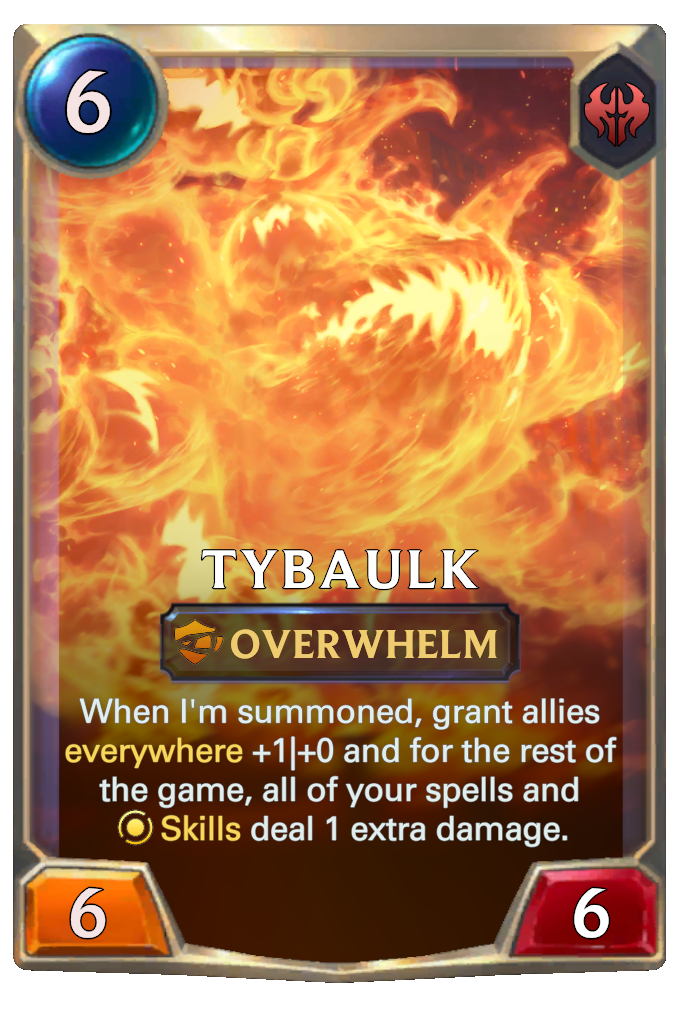 6
TYBAULK
OVERWHELM
When I'm summoned, grant allies
everywhere +1|+0 and for the rest of
the game, all of your spells and
Skills deal 1 extra damage.
6
6